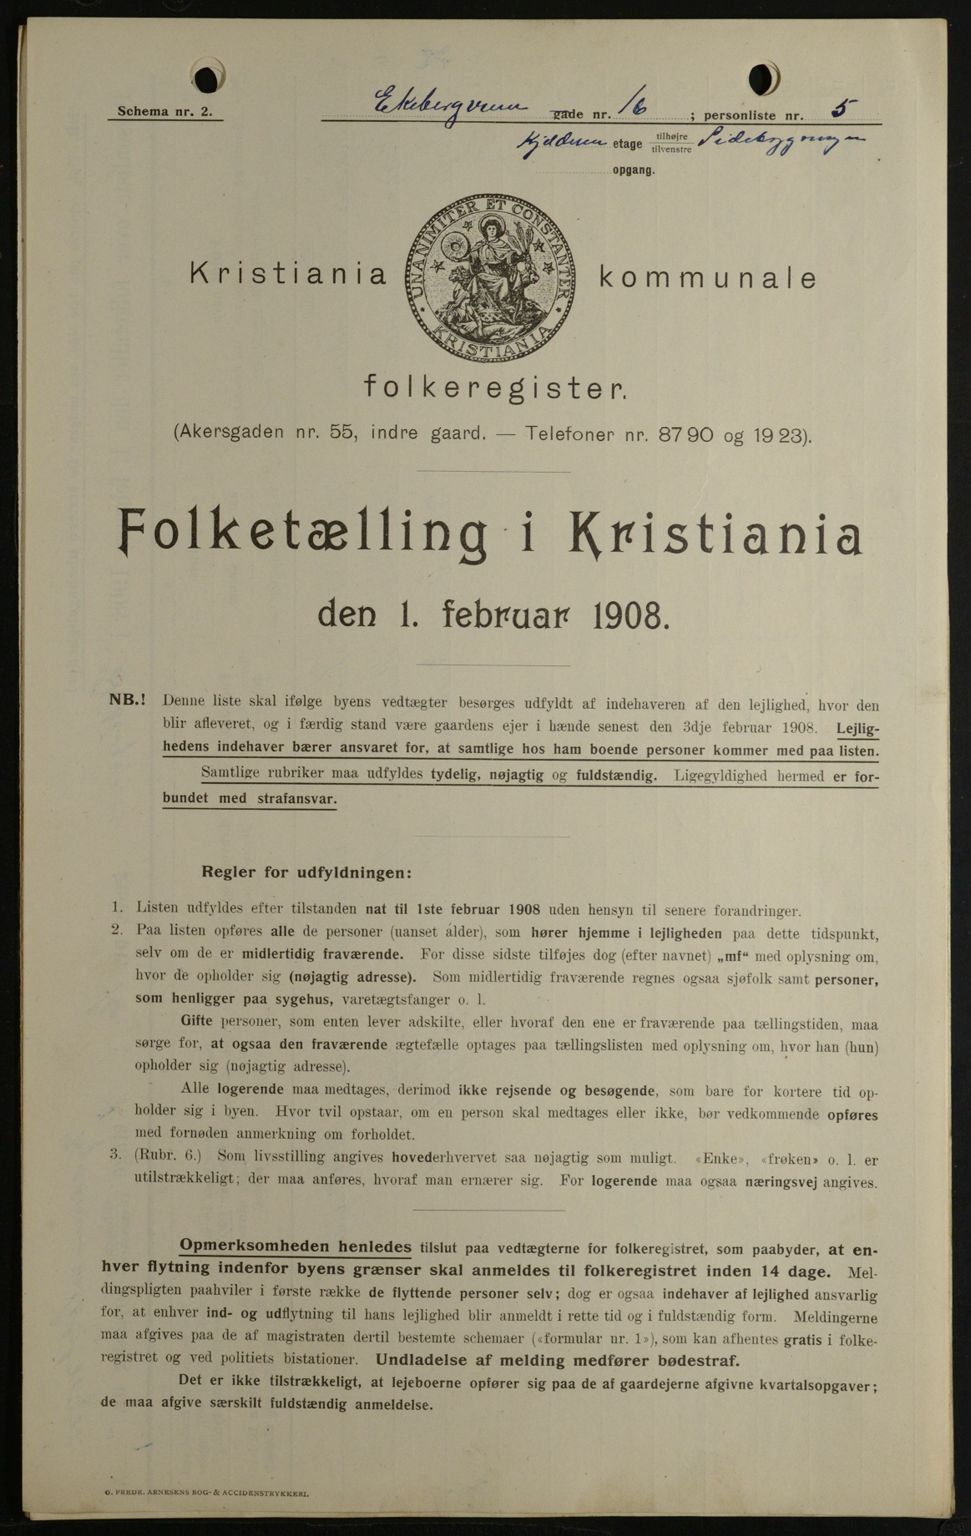 Schema nr. 2.
Ekebergveien gade nr. 16 ; personliste nr. 5
Kjelderen etage tilhøjre Sidebygningen
tilvenstre
opgang.
UNANIMITER ET CONSTANTER
KRISTIANIA
Kristiania kommunale
folkeregister.
(Akersgaden nr. 55, indre gaard. — Telefoner nr. 87 90 og 19 23).
Folketælling i Kristiania
den 1. februar 1908.
NB.! Denne liste skal ifølge byens vedtægter besørges udfyldt af indehaveren af den lejlighed, hvor den
blir afleveret, og i færdig stand være gaardens ejer i hænde senest den 3dje februar 1908. Lejlig-
hedens indehaver bærer ansvaret for, at samtlige hos ham boende personer kommer med paa listen.
Samtlige rubriker maa udfyldes tydelig, nøjagtig og fuldstændig. Ligegyldighed hermed er for-
bundet med strafansvar.
Regler for udfyldningen:
1. Listen udfyldes efter tilstanden nat til 1ste februar 1908 uden hensyn til senere forandringer.
2. Paa listen opføres alle de personer (uanset alder), som hører hjemme i lejligheden paa dette tidspunkt,
selv om de er midlertidig fraværende. For disse sidste tilføjes dog (efter navnet) „mf“ med oplysning om,
hvor de opholder sig (nøjagtig adresse). Som midlertidig fraværende regnes ogsaa sjøfolk samt personer,
som henligger paa sygehus, varetægtsfanger o. l.
Gifte personer, som enten lever adskilte, eller hvoraf den ene er fraværende paa tællingstiden, maa
sørge for, at ogsaa den fraværende ægtefælle optages paa tællingslisten med oplysning om, hvor han (hun)
opholder sig (nøjagtig adresse).
Alle logerende maa medtages, derimod ikke rejsende og besøgende, som bare for kortere tid op-
holder sig i byen. Hvor tvil opstaar, om en person skal medtages eller ikke, bør vedkommende opføres
med fornøden anmerkning om forholdet.
3. (Rubr. 6.) Som livsstilling angives hovederhvervet saa nøjagtig som muligt. «Enke», «frøken» o. l. er
utilstrækkeligt; der maa anføres, hvoraf man ernærer sig. For logerende maa ogsaa næringsvej angives.
Opmerksomheden henledes tilslut paa vedtægterne for folkeregistret, som paabyder, at en-
hver flytning indenfor byens grænser skal anmeldes til folkeregistret inden 14 dage. Mel-
dingspligten paahviler i første række de flyttende personer selv; dog er ogsaa indehaver af lejlighed ansvarlig
for, at enhver ind- og udflytning til hans lejlighed blir anmeldt i rette tid og i fuldstændig form. Meldingerne
maa afgives paa de af magistraten dertil bestemte schemaer («formular nr. 1»), som kan afhentes gratis i folke-
registret og ved politiets bistationer. Undladelse af melding medfører bødestraf.
Det er ikke tilstrækkeligt, at lejeboerne opfører sig paa de af gaardejerne afgivne kvartalsopgaver;
de maa afgive særskilt fuldstændig anmeldelse.
O. FREDR. ARNESENS BOG- & ACCIDENSTRYKKERI.